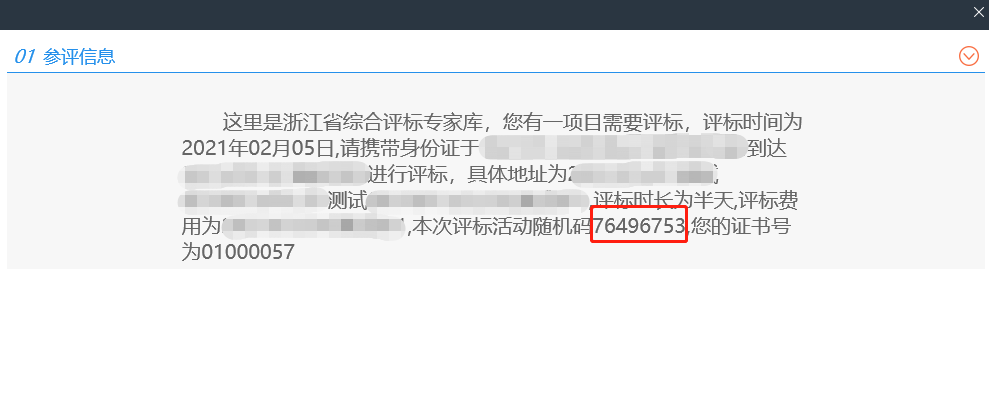 01 参评信息
这里是浙江省综合评标专家库，您有一项目需要评标，评标时间为
2021年02月05日,请携带身份证于到达
进行评标，具体地址为2
测试,评标时长为半天,评标费
用为,本次评标活动随机码76496753,您的证书号
为01000057